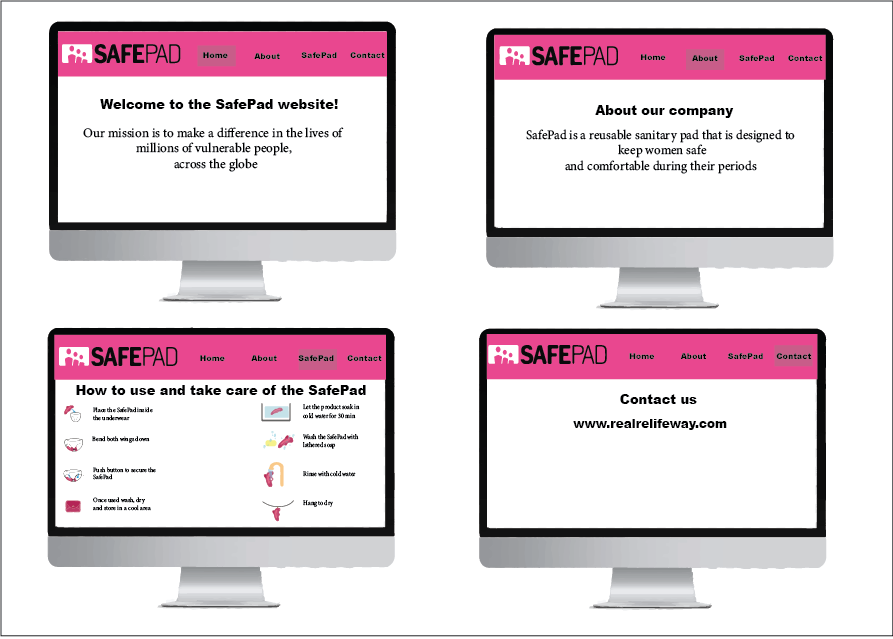 SAFEPAD Home About SafePad Contact
Welcome to the SafePad website!
Our mission is to make a difference in the lives of
millions of vulnerable people,
across the globe
SAFEPAD Home About SafePad Contact
About our company
SafePad is a reusable sanitary pad that is designed to
keep women safe
and comfortable during their periods
SAFEPAD Home About SafePad Contact
How to use and take care of the SafePad
Place the SafePad inside
the underwear
Bend both wings down
Push button to secure the
SafePad
Once used wash, dry
and store in a cool area
Let the product soak in
cold water for 30 min
Wash the SafePad with
lathered soap
Rinse with cold water
Hang to dry
SAFEPAD Home About SafePad Contact
Contact us
www.realrelifeway.com